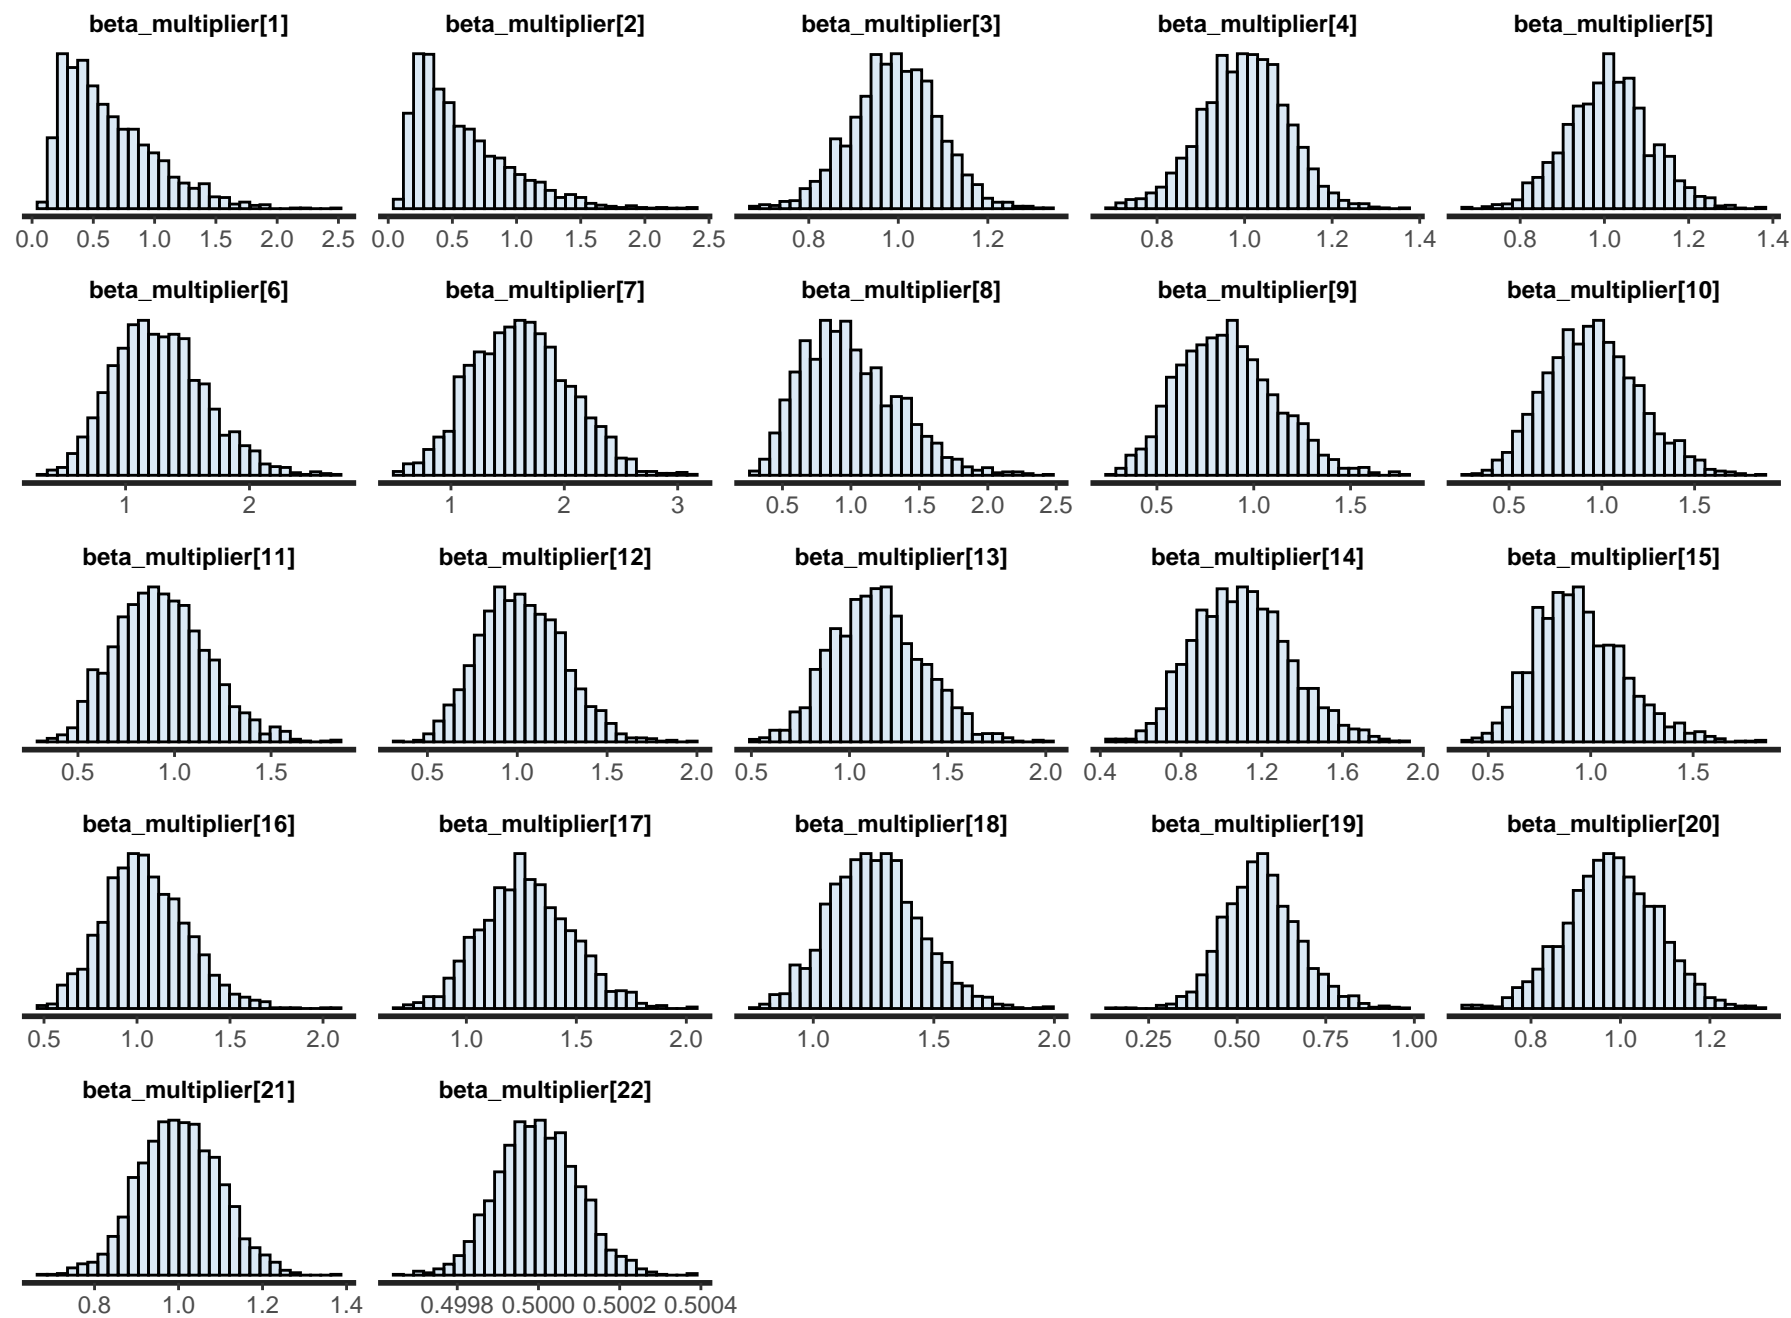 beta_multiplier[1] beta_multiplier[2] beta_multiplier[3] beta_multiplier[4] beta_multiplier[5]
0.0 0.5 1.0 1.5 2.0 2.5 0.0 0.5 1.0 1.5 2.0 2.5 0.8 1.0 1.2 0.8 1.0 1.2 1.4 0.8 1.0 1.2 1.4
beta_multiplier[6] beta_multiplier[7] beta_multiplier[8] beta_multiplier[9] beta_multiplier[10]
1 2 1 2 3 0.5 1.0 1.5 2.0 2.5 0.5 1.0 1.5 0.5 1.0 1.5
beta_multiplier[11] beta_multiplier[12] beta_multiplier[13] beta_multiplier[14] beta_multiplier[15]
0.5 1.0 1.5 0.5 1.0 1.5 2.0 0.5 1.0 1.5 2.0 0.4 0.8 1.2 1.6 2.0 0.5 1.0 1.5
beta_multiplier[16] beta_multiplier[17] beta_multiplier[18] beta_multiplier[19] beta_multiplier[20]
0.5 1.0 1.5 2.0 1.0 1.5 2.0 1.0 1.5 2.0 0.25 0.50 0.75 1.00 0.8 1.0 1.2
beta_multiplier[21] beta_multiplier[22]
0.8 1.0 1.2 1.4 0.4998 0.5000 0.5002 0.5004